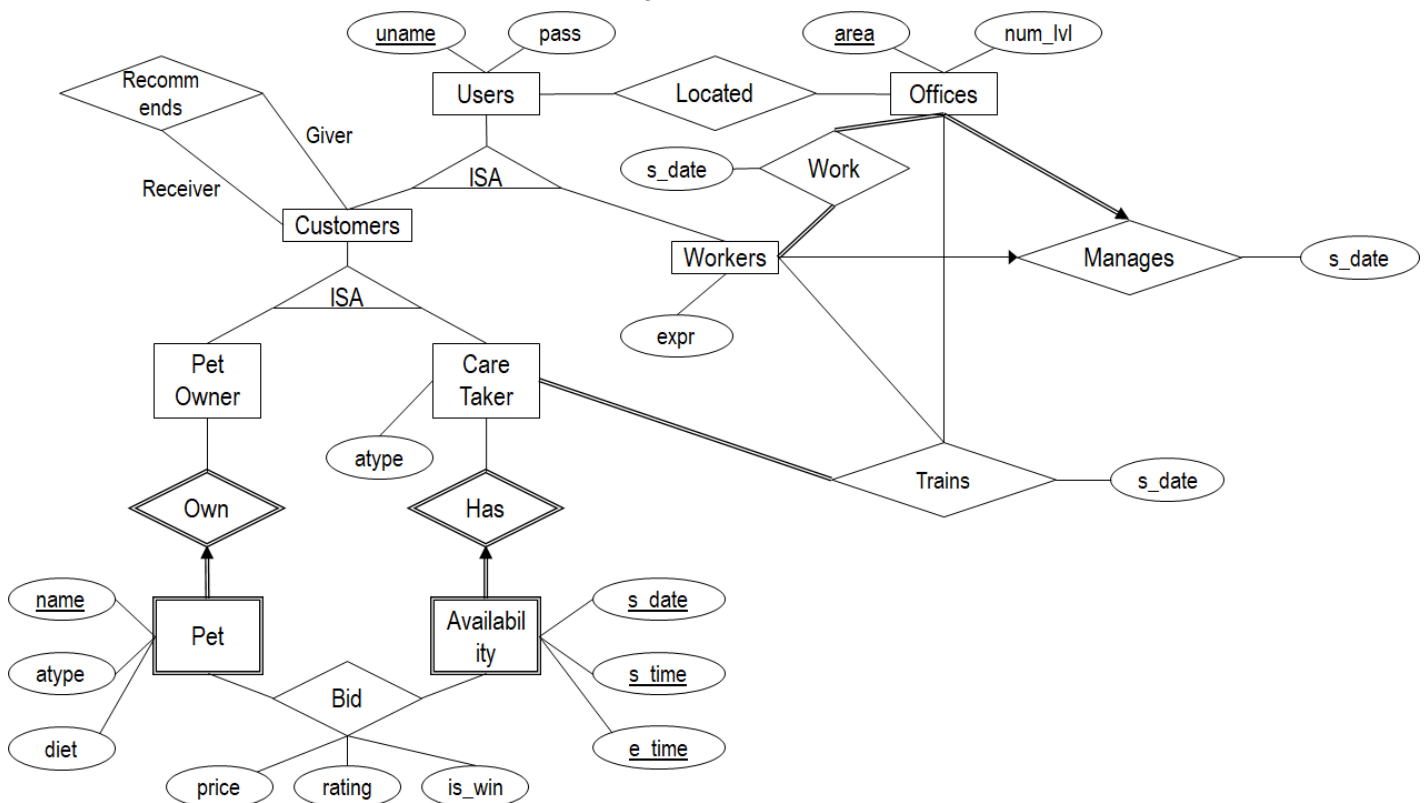 uname
pass
area
num_lvl
Recomm
ends
Users
Located
Offices
Giver
s_date
Work
ISA
Receiver
Customers
Workers
Manages
s_date
ISA
expr
Pet
Owner
Care
Taker
atype
Trains
s_date
Own
Has
name
s_date
Pet
Availabil
ity
atype
s_time
Bid
diet
e_time
price
rating
is_win